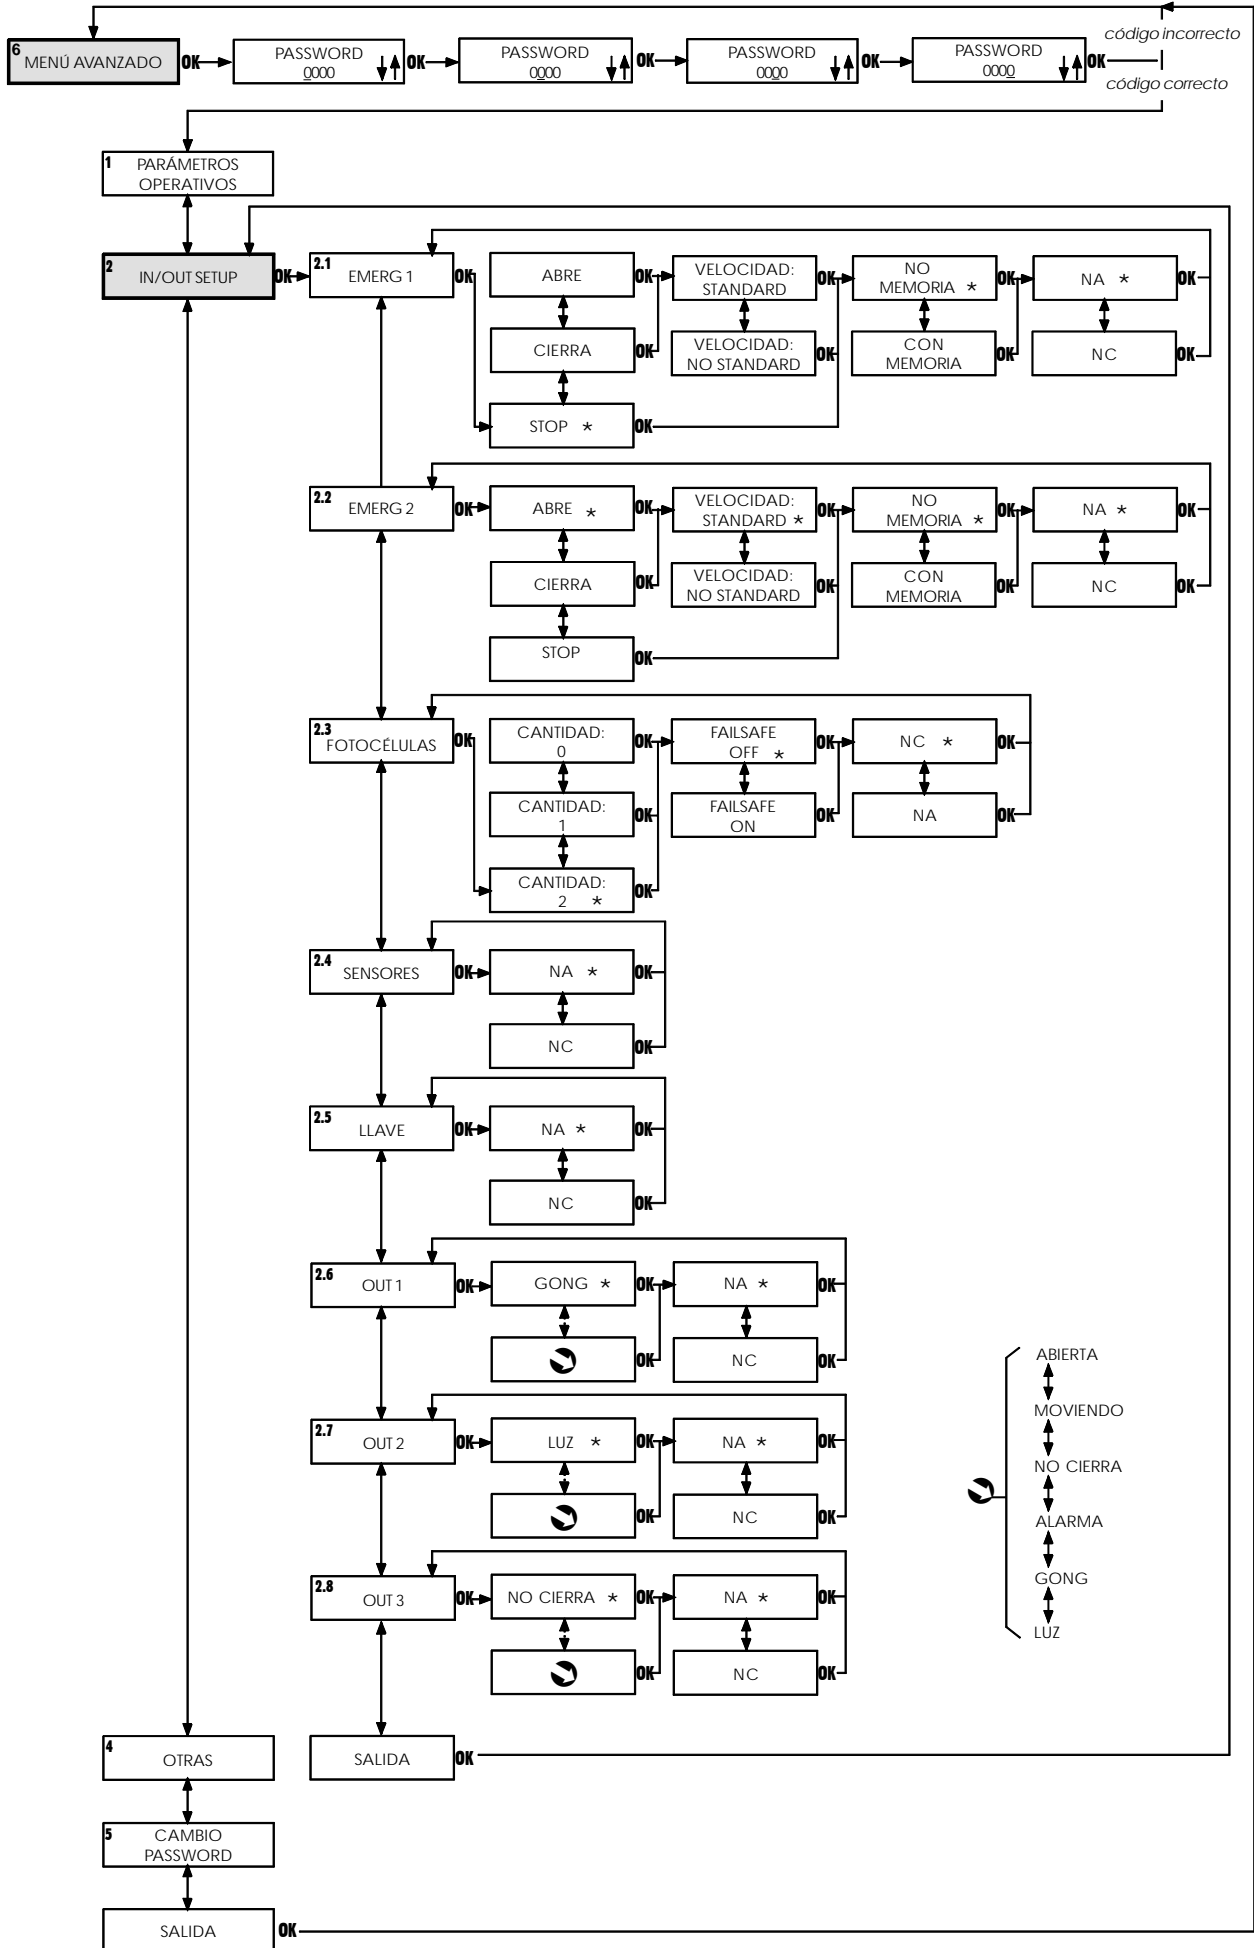 código incorrecto
6
MENÚ AVANZADO
OK
PASSWORD
0000
OK
PASSWORD
0000
OK
PASSWORD
0000
OK
PASSWORD
0000
OK
código correcto
1
PARÁMETROS
OPERATIVOS
2
IN/OUT SETUP
OK
2.1
EMERG 1
OK
ABRE
OK
VELOCIDAD:
STANDARD
OK
NO
MEMORIA *
OK
NA *
OK
CIERRA
OK
VELOCIDAD:
NO STANDARD
OK
CON
MEMORIA
OK
NC
OK
STOP *
OK
2.2
EMERG 2
OK
ABRE *
OK
VELOCIDAD:
STANDARD *
OK
NO
MEMORIA *
OK
NA *
OK
CIERRA
OK
VELOCIDAD:
NO STANDARD
OK
CON
MEMORIA
OK
NC
OK
STOP
OK
2.3
FOTOCÉLULAS
OK
CANTIDAD:
0
OK
FAILSAFE
OFF *
OK
NC *
OK
CANTIDAD:
1
OK
FAILSAFE
ON
OK
NA
OK
CANTIDAD:
2 *
OK
2.4
SENSORES
OK
NA *
OK
NC
OK
2.5
LLAVE
OK
NA *
OK
NC
OK
2.6
OUT 1
OK
GONG *
OK
NA *
OK
OK
NC
OK
2.7
OUT 2
OK
LUZ *
OK
NA *
OK
OK
NC
OK
2.8
OUT 3
OK
NO CIERRA *
OK
NA *
OK
OK
NC
OK
ABIERTA
MOVIENDO
NO CIERRA
ALARMA
GONG
LUZ
4
OTRAS
SALIDA
OK
5
CAMBIO
PASSWORD
SALIDA
OK